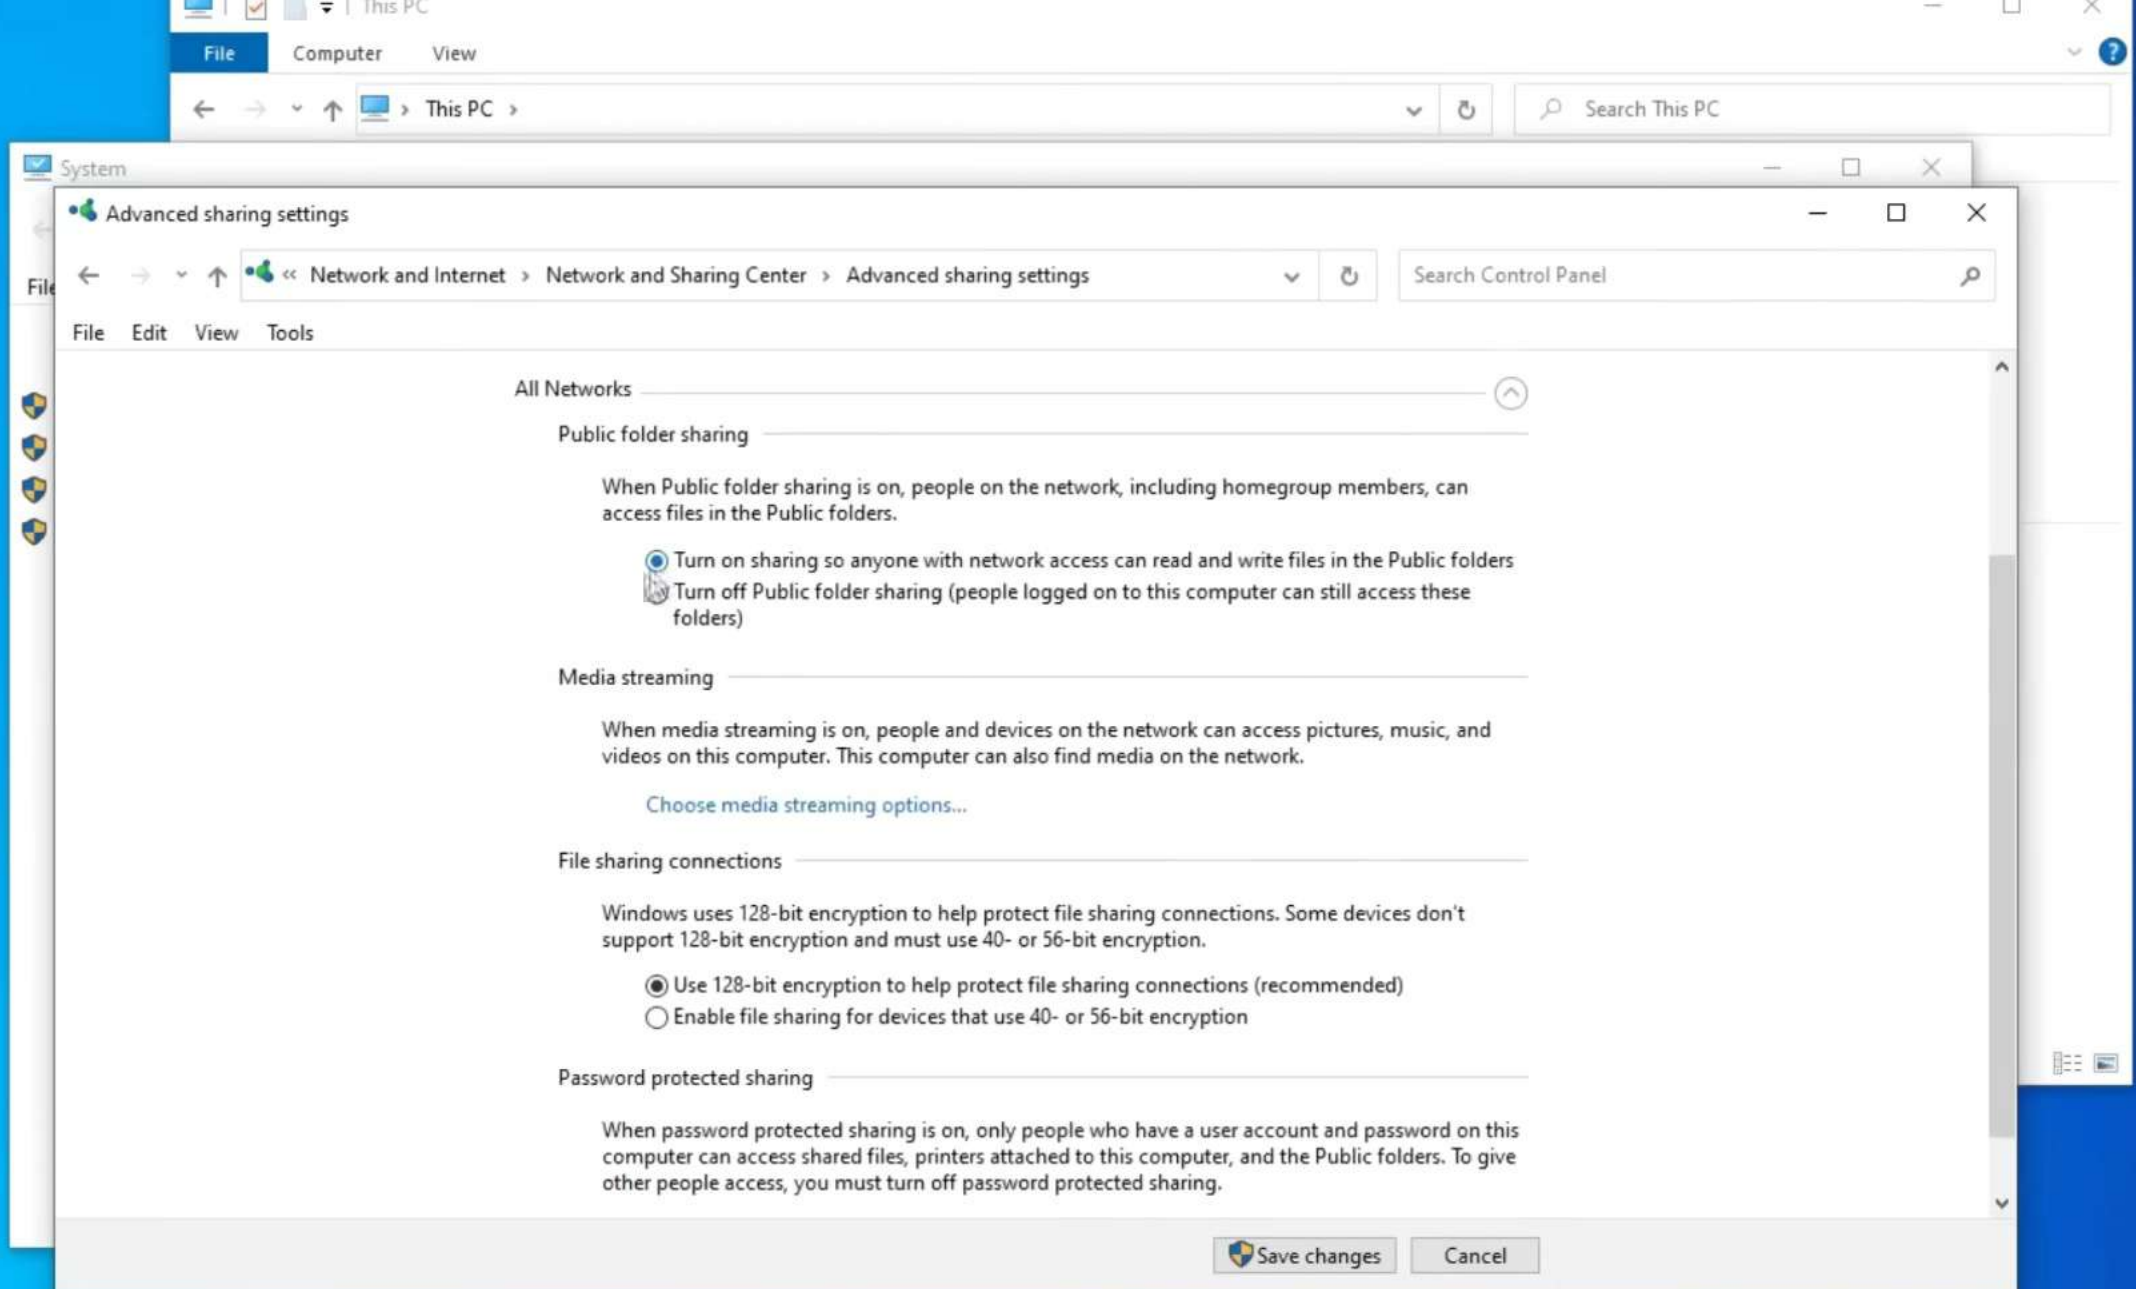 This PC
File Computer View
This PC
Search This PC
System
Advanced sharing settings
File
« Network and Internet › Network and Sharing Center › Advanced sharing settings
Search Control Panel
File Edit View Tools
All Networks
Public folder sharing
When Public folder sharing is on, people on the network, including homegroup members, can
access files in the Public folders.
Turn on sharing so anyone with network access can read and write files in the Public folders
Turn off Public folder sharing (people logged on to this computer can still access these
folders)
Media streaming
When media streaming is on, people and devices on the network can access pictures, music, and
videos on this computer. This computer can also find media on the network.
Choose media streaming options...
File sharing connections
Windows uses 128-bit encryption to help protect file sharing connections. Some devices don't
support 128-bit encryption and must use 40- or 56-bit encryption.
Use 128-bit encryption to help protect file sharing connections (recommended)
Enable file sharing for devices that use 40- or 56-bit encryption
Password protected sharing
When password protected sharing is on, only people who have a user account and password on this
computer can access shared files, printers attached to this computer, and the Public folders. To give
other people access, you must turn off password protected sharing.
Save changes
Cancel